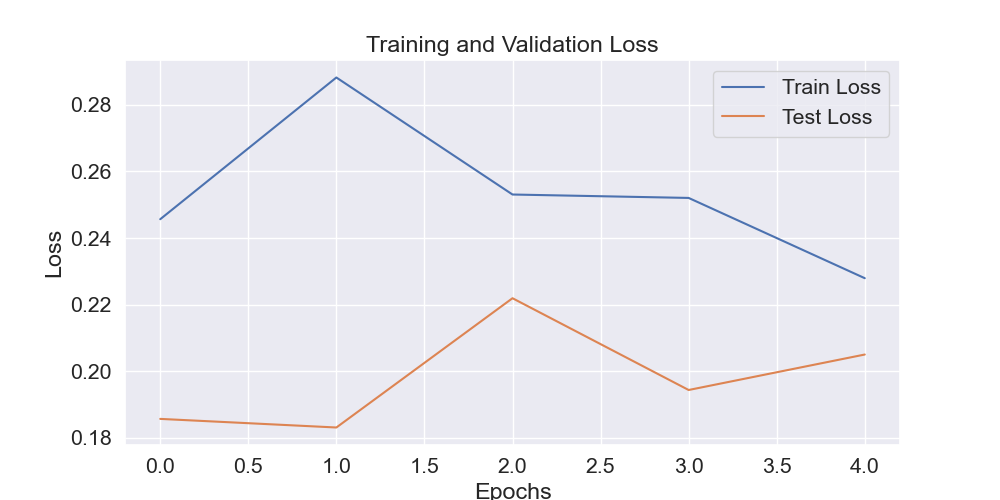 Training and Validation Loss
Train Loss
Test Loss
Loss
0.28
0.26
0.24
0.22
0.20
0.18
0.0 0.5 1.0 1.5 2.0 2.5 3.0 3.5 4.0
Epochs